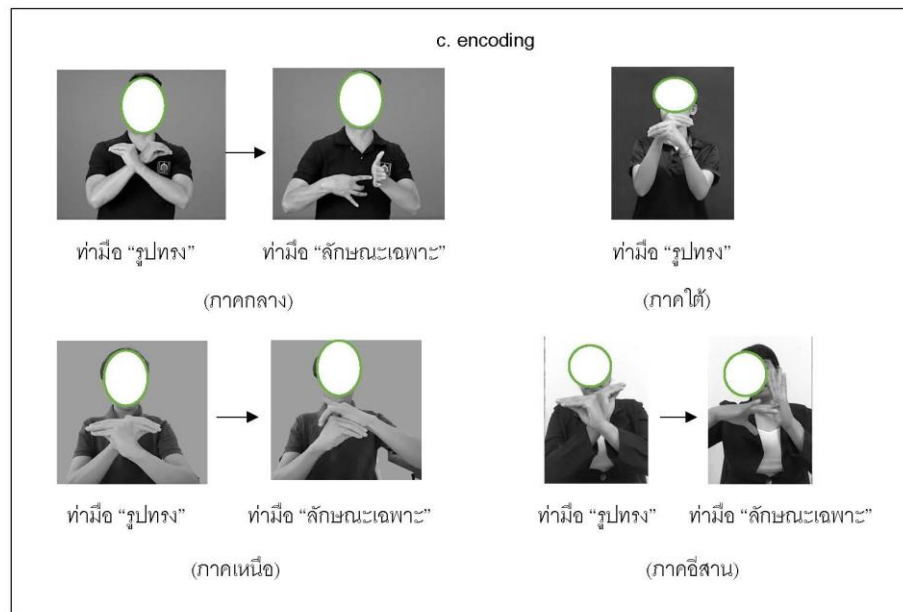 c. encoding
ท่ามือ “รูปทรง” ท่ามือ “ลักษณะเฉพาะ”
(ภาคกลาง)
ท่ามือ “รูปทรง”
(ภาคใต้)
ท่ามือ “รูปทรง” ท่ามือ “ลักษณะเฉพาะ”
(ภาคเหนือ)
ท่ามือ “รูปทรง” ท่ามือ “ลักษณะเฉพาะ”
(ภาคอีสาน)